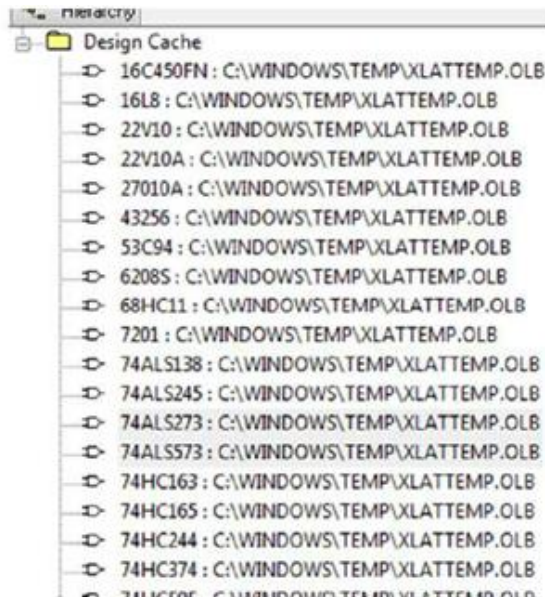 Hierarchy
Design Cache
16C450FN : C:\WINDOWS\TEMP\XLATTEMP.OLB
16L8 : C:\WINDOWS\TEMP\XLATTEMP.OLB
22V10 : C:\WINDOWS\TEMP\XLATTEMP.OLB
22V10A : C:\WINDOWS\TEMP\XLATTEMP.OLB
27010A : C:\WINDOWS\TEMP\XLATTEMP.OLB
43256 : C:\WINDOWS\TEMP\XLATTEMP.OLB
53C94 : C:\WINDOWS\TEMP\XLATTEMP.OLB
6208S : C:\WINDOWS\TEMP\XLATTEMP.OLB
68HC11 : C:\WINDOWS\TEMP\XLATTEMP.OLB
7201 : C:\WINDOWS\TEMP\XLATTEMP.OLB
74ALS138 : C:\WINDOWS\TEMP\XLATTEMP.OLB
74ALS245 : C:\WINDOWS\TEMP\XLATTEMP.OLB
74ALS273 : C:\WINDOWS\TEMP\XLATTEMP.OLB
74ALS573 : C:\WINDOWS\TEMP\XLATTEMP.OLB
74HC163 : C:\WINDOWS\TEMP\XLATTEMP.OLB
74HC165 : C:\WINDOWS\TEMP\XLATTEMP.OLB
74HC244 : C:\WINDOWS\TEMP\XLATTEMP.OLB
74HC374 : C:\WINDOWS\TEMP\XLATTEMP.OLB
C:\WINDOWS\TEMP\XLATTEMP.OLB